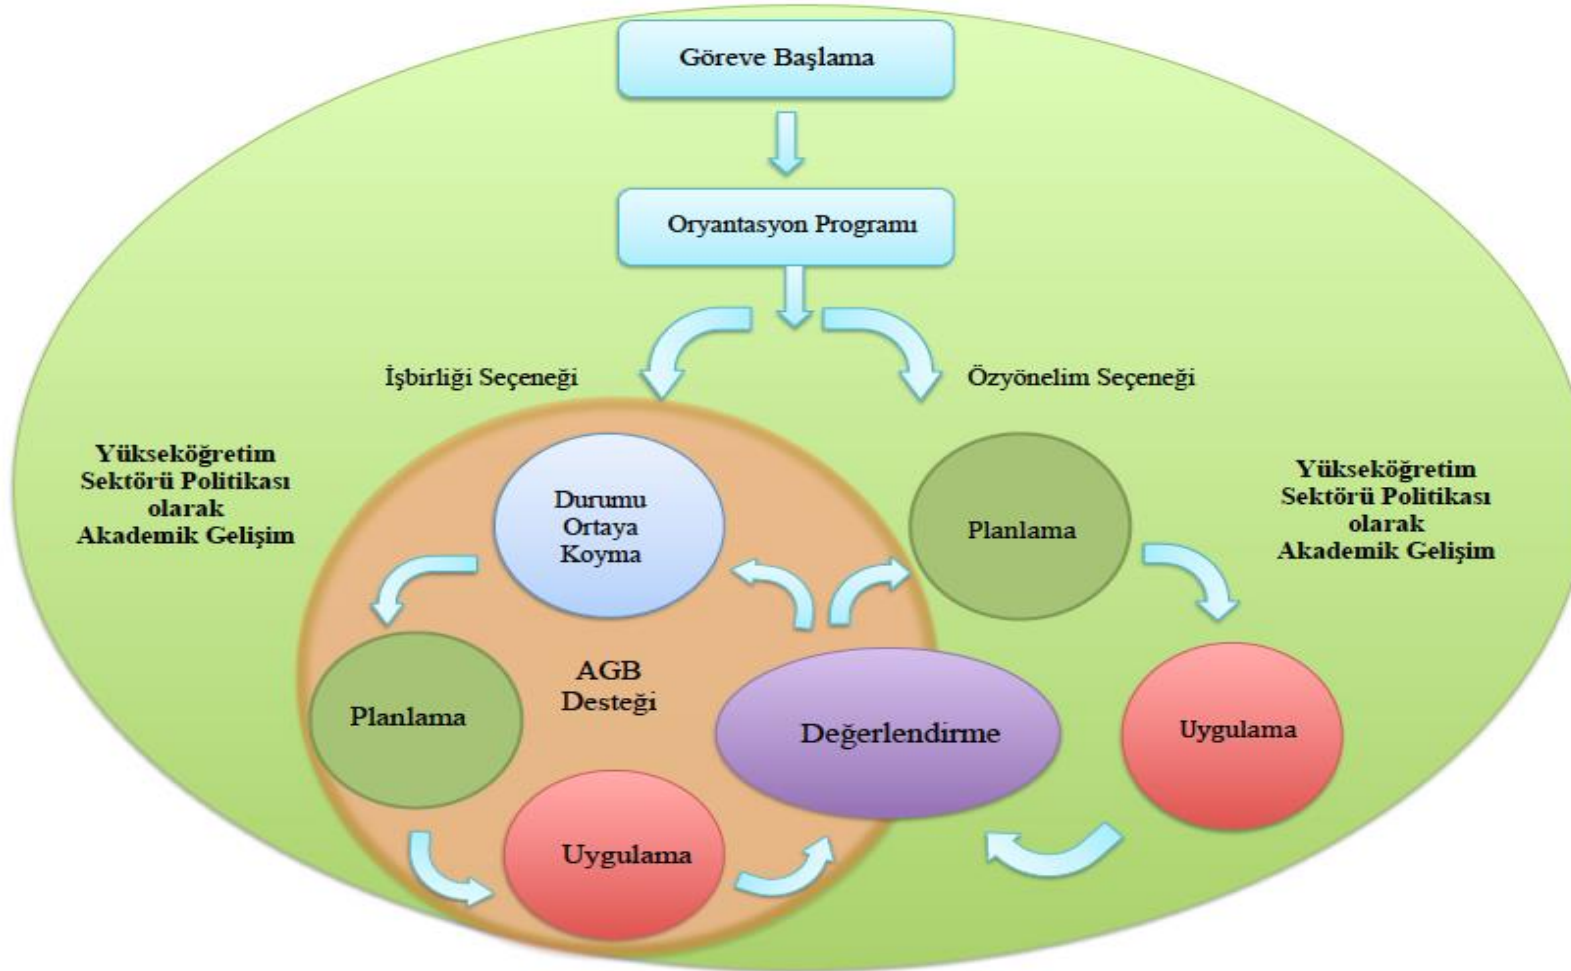 Göreve Başlama
Oryantasyon Programı
İşbirliği Seçeneği
Özyönelim Seçeneği
Yükseköğretim
Sektörü Politikası
olarak
Akademik Gelişim
Durumu
Ortaya
Koyma
Planlama
Yükseköğretim
Sektörü Politikası
olarak
Akademik Gelişim
AGB
Desteği
Planlama
Değerlendirme
Uygulama
Uygulama